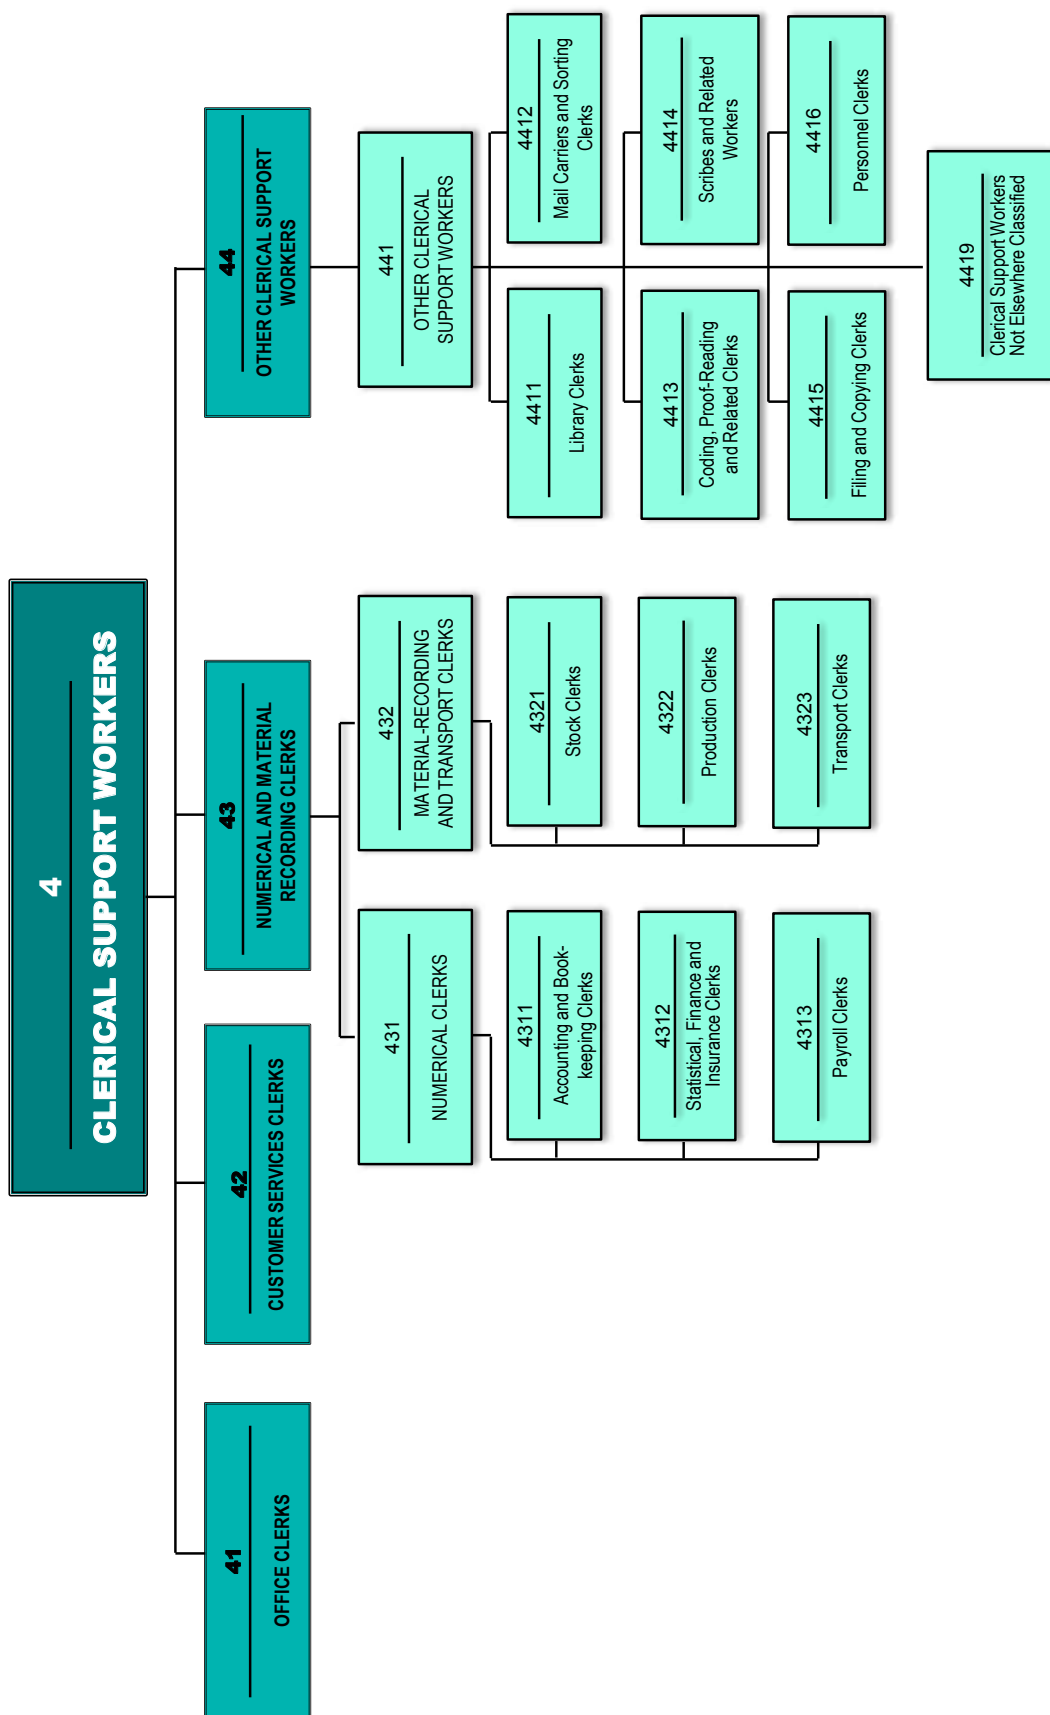 4
CLERICAL SUPPORT WORKERS
41
OFFICE CLERKS
42
CUSTOMER SERVICES CLERKS
43
NUMERICAL AND MATERIAL
RECORDING CLERKS
44
OTHER CLERICAL SUPPORT
WORKERS
431
NUMERICAL CLERKS
432
MATERIAL-RECORDING
AND TRANSPORT CLERKS
441
OTHER CLERICAL
SUPPORT WORKERS
4311
Accounting and Book-
keeping Clerks
4321
Stock Clerks
4411
Library Clerks
4412
Mail Carriers and Sorting
Clerks
4312
Statistical, Finance and
Insurance Clerks
4322
Production Clerks
4413
Coding, Proof-Reading
and Related Clerks
4414
Scribes and Related
Workers
4313
Payroll Clerks
4323
Transport Clerks
4415
Filing and Copying Clerks
4416
Personnel Clerks
4419
Clerical Support Workers
Not Elsewhere Classified